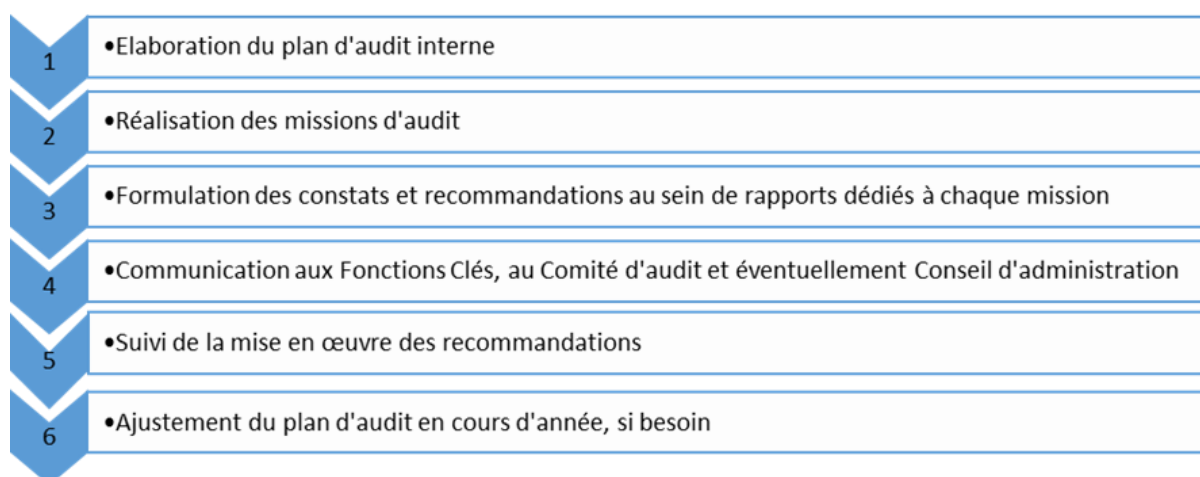 1
•Elaboration du plan d'audit interne
2
•Réalisation des missions d'audit
3
•Formulation des constats et recommandations au sein de rapports dédiés à chaque mission
4
•Communication aux Fonctions Clés, au Comité d'audit et éventuellement Conseil d'administration
5
•Suivi de la mise en œuvre des recommandations
6
•Ajustement du plan d'audit en cours d'année, si besoin